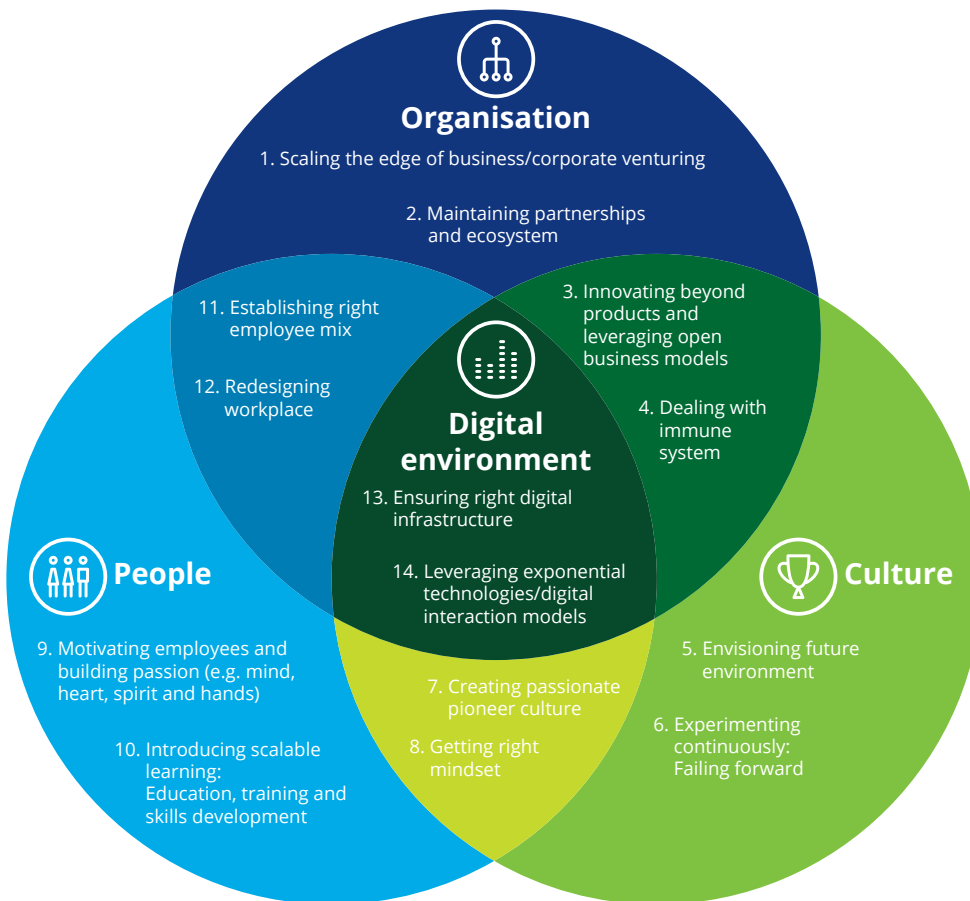 Organisation
1. Scaling the edge of business/corporate venturing
2. Maintaining partnerships
and ecosystem
3. Innovating beyond
products and
leveraging open
business models
4. Dealing with
immune
system
11. Establishing right
employee mix
12. Redesigning
workplace
Digital
environment
13. Ensuring right digital
infrastructure
14. Leveraging exponential
technologies/digital
interaction models
People
9. Motivating employees and
building passion (e.g. mind,
heart, spirit and hands)
10. Introducing scalable
learning:
Education, training and
skills development
7. Creating passionate
pioneer culture
8. Getting right
mindset
Culture
5. Envisioning future
environment
6. Experimenting
continuously:
Failing forward